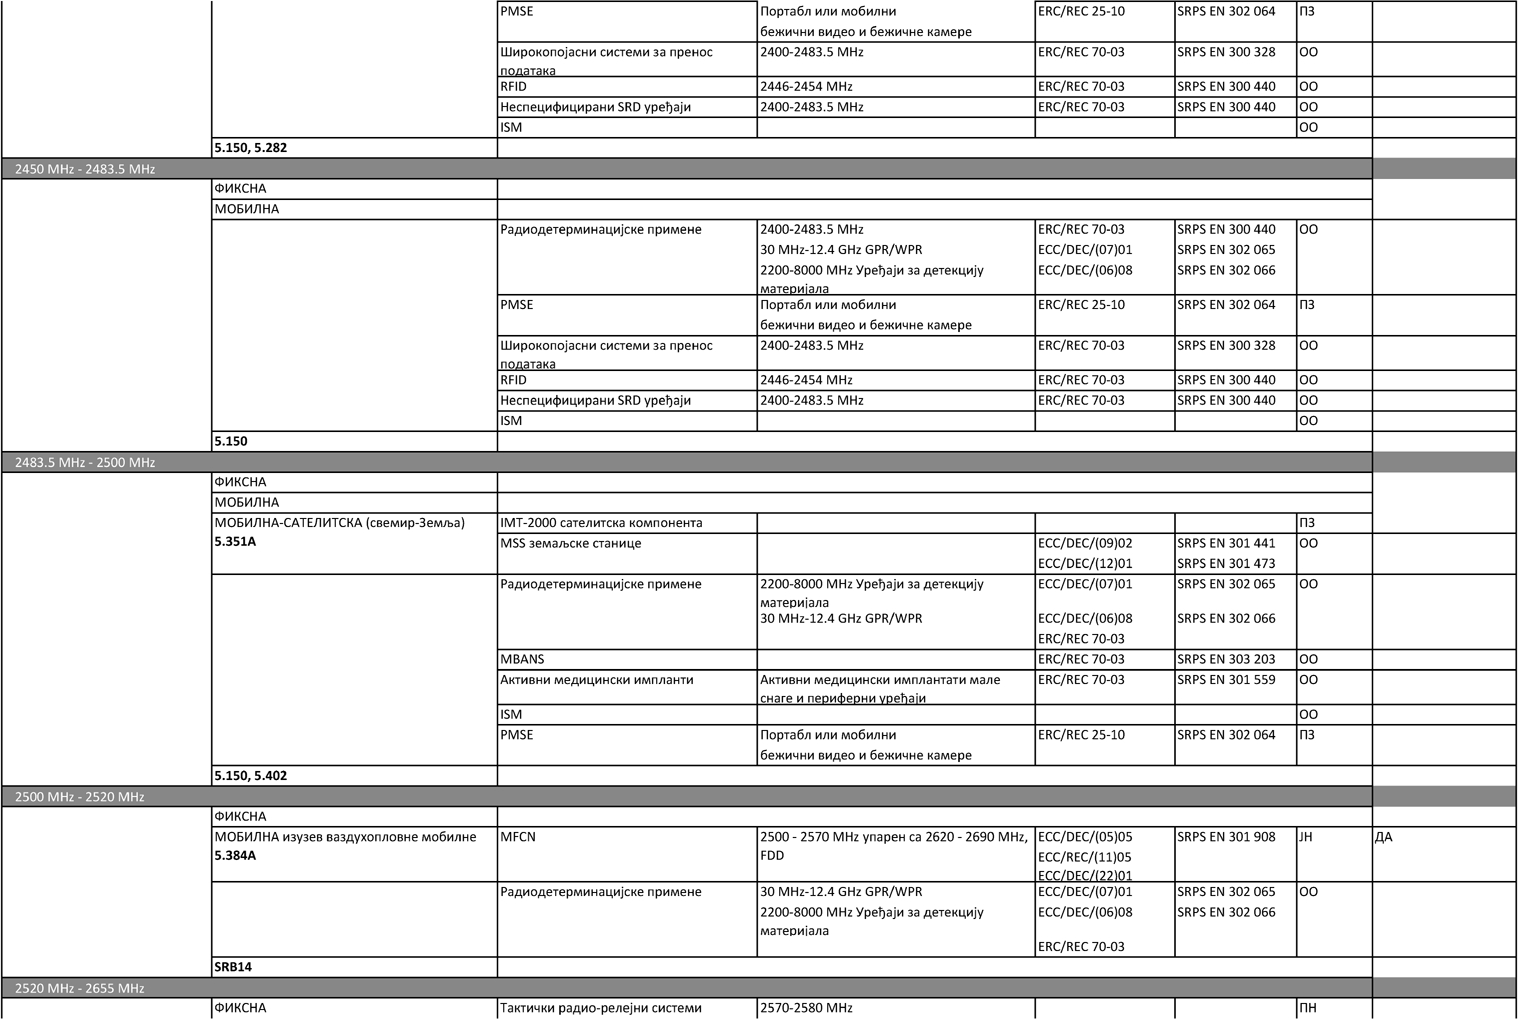 PMSE Портабл или мобилни ERC/REC 25-10 SRPS EN 302 064 ПЗ
бежични видео и бежичне камере
Широкопојасни системи за пренос 2400-2483.5 MHz ERC/REC 70-03 SRPS EN 300 328 ОО
података
RFID 2446-2454 MHz ERC/REC 70-03 SRPS EN 300 440 ОО
Неспецифицирани SRD уређаји 2400-2483.5 MHz ERC/REC 70-03 SRPS EN 300 440 ОО
ISM ОО
5.150, 5.282
2450 MHz - 2483.5 MHz
ФИКСНА
МОБИЛНА
Радиодетерминацијске примене 2400-2483.5 MHz ERC/REC 70-03 SRPS EN 300 440 ОО
30 MHz-12.4 GHz GPR/WPR ECC/DEC/(07)01 SRPS EN 302 065
2200-8000 MHz Уређаји за детекцију ECC/DEC/(06)08 SRPS EN 302 066
материјала
PMSE Портабл или мобилни ERC/REC 25-10 SRPS EN 302 064 ПЗ
бежични видео и бежичне камере
Широкопојасни системи за пренос 2400-2483.5 MHz ERC/REC 70-03 SRPS EN 300 328 ОО
података
RFID 2446-2454 MHz ERC/REC 70-03 SRPS EN 300 440 ОО
Неспецифицирани SRD уређаји 2400-2483.5 MHz ERC/REC 70-03 SRPS EN 300 440 ОО
ISM ОО
5.150
2483.5 MHz - 2500 MHz
ФИКСНА
МОБИЛНА
МОБИЛНА-САТЕЛИТСКА (свемир-Земља) IMT-2000 сателитска компонента ПЗ
5.351A MSS земаљске станице ECC/DEC/(09)02 SRPS EN 301 441 ОО
ECC/DEC/(12)01 SRPS EN 301 473
Радиодетерминацијске примене 2200-8000 MHz Уређаји за детекцију ECC/DEC/(07)01 SRPS EN 302 065 ОО
материјала
30 MHz-12.4 GHz GPR/WPR ECC/DEC/(06)08 SRPS EN 302 066
ERC/REC 70-03
MBANS ERC/REC 70-03 SRPS EN 303 203 ОО
Активни медицински импланти Активни медицински имплантати мале ERC/REC 70-03 SRPS EN 301 559 ОО
снаге и периферни уређаји
ISM ОО
PMSE Портабл или мобилни ERC/REC 25-10 SRPS EN 302 064 ПЗ
бежични видео и бежичне камере
5.150, 5.402
2500 MHz - 2520 MHz
ФИКСНА
МОБИЛНА изузев ваздухопловне мобилне MFCN 2500 - 2570 MHz упарен са 2620 - 2690 MHz, ECC/DEC/(05)05 SRPS EN 301 908 ЈН ДА
5.384A FDD ECC/REC/(11)05
ECC/DEC/(22)01
Радиодетерминацијске примене 30 MHz-12.4 GHz GPR/WPR ECC/DEC/(07)01 SRPS EN 302 065 ОО
2200-8000 MHz Уређаји за детекцију ECC/DEC/(06)08 SRPS EN 302 066
материјала
ERC/REC 70-03
SRB14
2520 MHz - 2655 MHz
ФИКСНА Тактички радио-релејни системи 2570-2580 MHz ПН